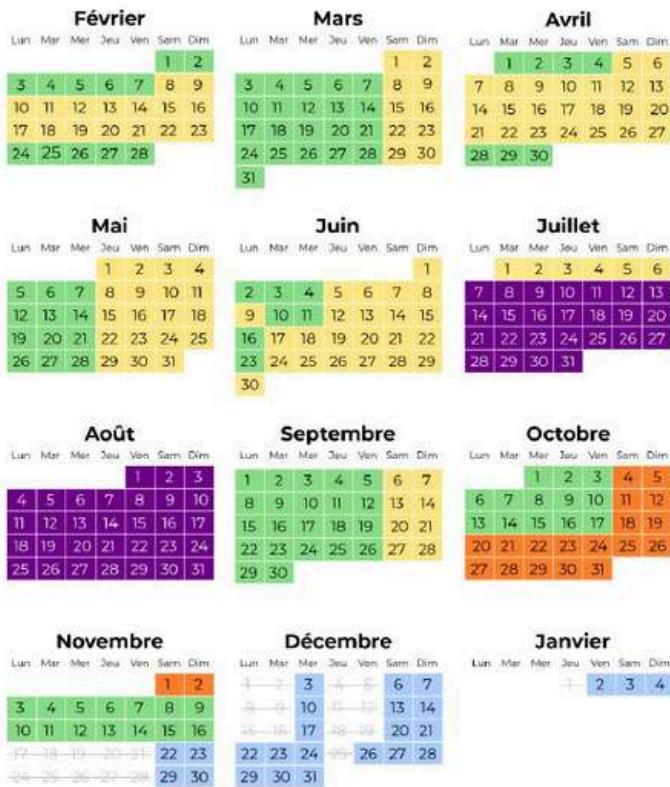 Février
Lun Mar Mer Jeu Ven Sam Dim
1 2
3 4 5 6 7 8 9
10 11 12 13 14 15 16
17 18 19 20 21 22 23
24 25 26 27 28
Mars
Lun Mar Mer Jeu Ven Sam Dim
1 2
3 4 5 6 7 8 9
10 11 12 13 14 15 16
17 18 19 20 21 22 23
24 25 26 27 28 29 30
31
Avril
Lun Mar Mer Jeu Ven Sam Dim
1 2 3 4 5 6
7 8 9 10 11 12 13
14 15 16 17 18 19 20
21 22 23 24 25 26 27
28 29 30
Mai
Lun Mar Mer Jeu Ven Sam Dim
1 2 3 4
5 6 7 8 9 10 11
12 13 14 15 16 17 18
19 20 21 22 23 24 25
26 27 28 29 30 31
Juin
Lun Mar Mer Jeu Ven Sam Dim
1
2 3 4 5 6 7 8
9 10 11 12 13 14 15
16 17 18 19 20 21 22
23 24 25 26 27 28 29
30
Juillet
Lun Mar Mer Jeu Ven Sam Dim
1 2 3 4 5 6
7 8 9 10 11 12 13
14 15 16 17 18 19 20
21 22 23 24 25 26 27
28 29 30 31
Août
Lun Mar Mer Jeu Ven Sam Dim
1 2 3
4 5 6 7 8 9 10
11 12 13 14 15 16 17
18 19 20 21 22 23 24
25 26 27 28 29 30 31
Septembre
Lun Mar Mer Jeu Ven Sam Dim
1 2 3 4 5 6 7
8 9 10 11 12 13 14
15 16 17 18 19 20 21
22 23 24 25 26 27 28
29 30
Octobre
Lun Mar Mer Jeu Ven Sam Dim
1 2 3 4 5
6 7 8 9 10 11 12
13 14 15 16 17 18 19
20 21 22 23 24 25 26
27 28 29 30 31
Novembre
Lun Mar Mer Jeu Ven Sam Dim
1 2
3 4 5 6 7 8 9
10 11 12 13 14 15 16
17 18 19 20 21 22 23
24 25 26 27 28 29 30
Décembre
Lun Mar Mer Jeu Ven Sam Dim
1 2 3 4 5 6 7
8 9 10 11 12 13 14
15 16 17 18 19 20 21
22 23 24 25 26 27 28
29 30 31
Janvier
Lun Mar Mer Jeu Ven Sam Dim
1 2 3 4